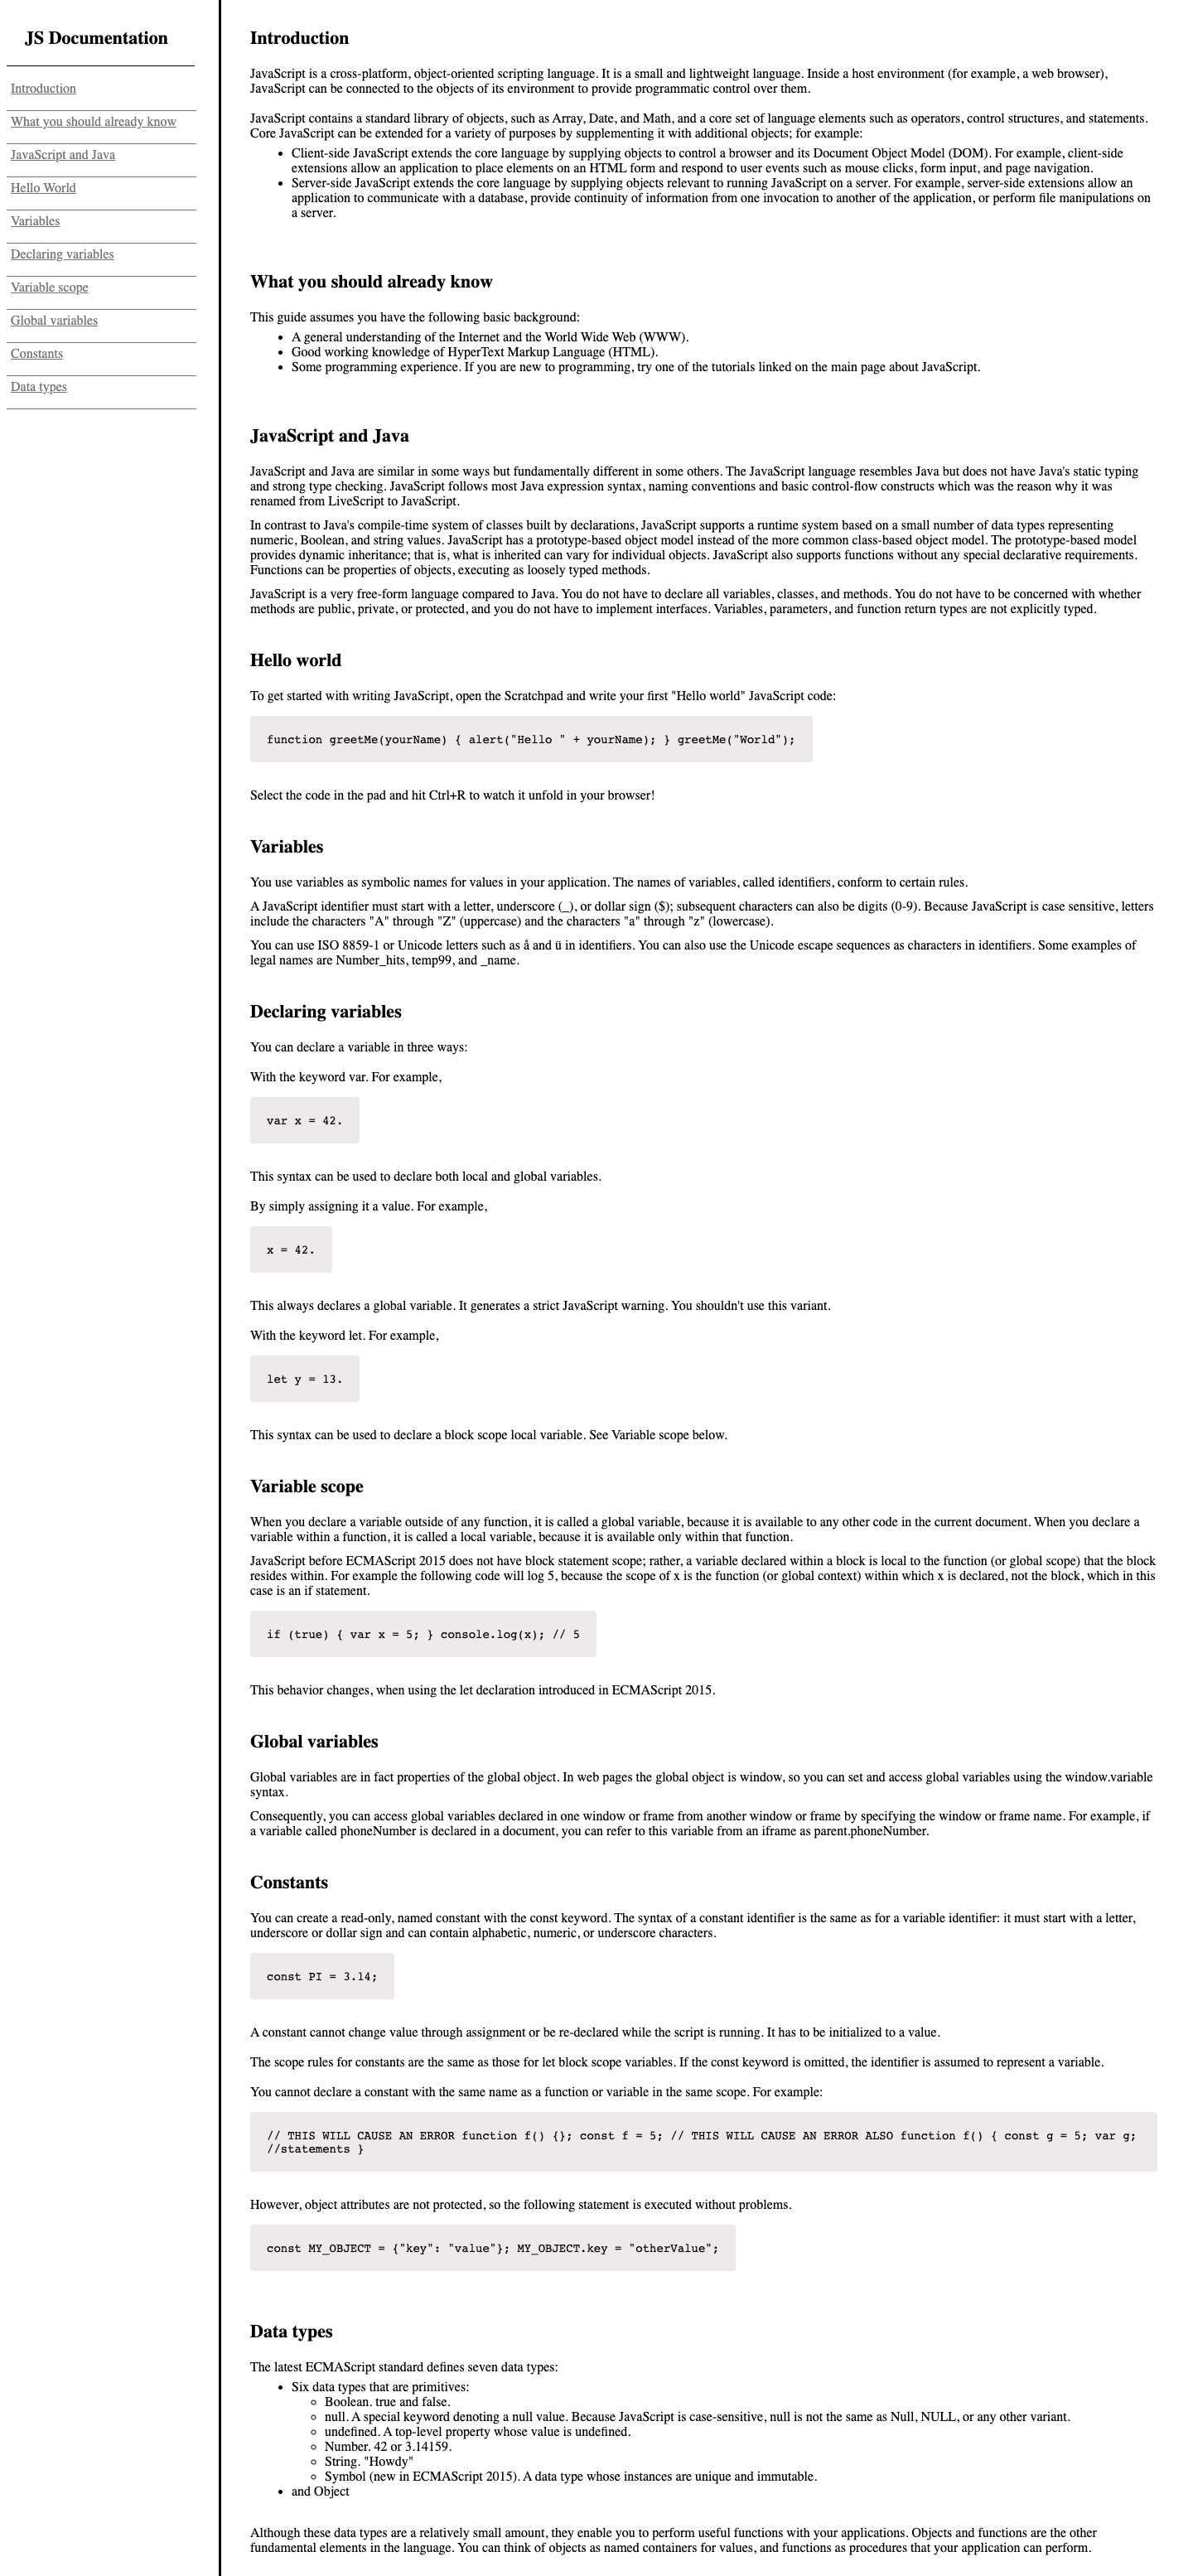 JS Documentation
Introduction
What you should already know
JavaScript and Java
Hello World
Variables
Declaring variables
Variable scope
Global variables
Constants
Data types
Introduction
JavaScript is a cross-platform, object-oriented scripting language. It is a small and lightweight language. Inside a host environment (for example, a web browser),
JavaScript can be connected to the objects of its environment to provide programmatic control over them.
JavaScript contains a standard library of objects, such as Array, Date, and Math, and a core set of language elements such as operators, control structures, and statements.
Core JavaScript can be extended for a variety of purposes by supplementing it with additional objects; for example:
• Client-side JavaScript extends the core language by supplying objects to control a browser and its Document Object Model (DOM). For example, client-side
extensions allow an application to place elements on an HTML form and respond to user events such as mouse clicks, form input, and page navigation.
• Server-side JavaScript extends the core language by supplying objects relevant to running JavaScript on a server. For example, server-side extensions allow an
application to communicate with a database, provide continuity of information from one invocation to another of the application, or perform file manipulations on
a server.
What you should already know
This guide assumes you have the following basic background:
• A general understanding of the Internet and the World Wide Web (WWW).
• Good working knowledge of HyperText Markup Language (HTML).
• Some programming experience. If you are new to programming, try one of the tutorials linked on the main page about JavaScript.
JavaScript and Java
JavaScript and Java are similar in some ways but fundamentally different in some others. The JavaScript language resembles Java but does not have Java's static typing
and strong type checking. JavaScript follows most Java expression syntax, naming conventions and basic control-flow constructs which was the reason why it was
renamed from LiveScript to JavaScript.
In contrast to Java's compile-time system of classes built by declarations, JavaScript supports a runtime system based on a small number of data types representing
numeric, Boolean, and string values. JavaScript has a prototype-based object model instead of the more common class-based object model. The prototype-based model
provides dynamic inheritance; that is, what is inherited can vary for individual objects. JavaScript also supports functions without any special declarative requirements.
Functions can be properties of objects, executing as loosely typed methods.
JavaScript is a very free-form language compared to Java. You do not have to declare all variables, classes, and methods. You do not have to be concerned with whether
methods are public, private, or protected, and you do not have to implement interfaces. Variables, parameters, and function return types are not explicitly typed.
Hello world
To get started with writing JavaScript, open the Scratchpad and write your first "Hello world" JavaScript code:
function greetMe(yourName) { alert("Hello " + yourName); } greetMe("World");
Select the code in the pad and hit Ctrl+R to watch it unfold in your browser!
Variables
You use variables as symbolic names for values in your application. The names of variables, called identifiers, conform to certain rules.
A JavaScript identifier must start with a letter, underscore (_), or dollar sign ($); subsequent characters can also be digits (0-9). Because JavaScript is case sensitive, letters
include the characters "A" through "Z" (uppercase) and the characters "a" through "z" (lowercase).
You can use ISO 8859-1 or Unicode letters such as å and ü in identifiers. You can also use the Unicode escape sequences as characters in identifiers. Some examples of
legal names are Number_hits, temp99, and _name.
Declaring variables
You can declare a variable in three ways:
With the keyword var. For example,
var x = 42.
This syntax can be used to declare both local and global variables.
By simply assigning it a value. For example,
x = 42.
This always declares a global variable. It generates a strict JavaScript warning. You shouldn't use this variant.
With the keyword let. For example,
let y = 13.
This syntax can be used to declare a block scope local variable. See Variable scope below.
Variable scope
When you declare a variable outside of any function, it is called a global variable, because it is available to any other code in the current document. When you declare a
variable within a function, it is called a local variable, because it is available only within that function.
JavaScript before ECMAScript 2015 does not have block statement scope; rather, a variable declared within a block is local to the function (or global scope) that the block
resides within. For example the following code will log 5, because the scope of x is the function (or global context) within which x is declared, not the block, which in this
case is an if statement.
if (true) { var x = 5; } console.log(x); // 5
This behavior changes, when using the let declaration introduced in ECMAScript 2015.
Global variables
Global variables are in fact properties of the global object. In web pages the global object is window, so you can set and access global variables using the window.variable
syntax.
Consequently, you can access global variables declared in one window or frame from another window or frame by specifying the window or frame name. For example, if
a variable called phoneNumber is declared in a document, you can refer to this variable from an iframe as parent.phoneNumber.
Constants
You can create a read-only, named constant with the const keyword. The syntax of a constant identifier is the same as for a variable identifier: it must start with a letter,
underscore or dollar sign and can contain alphabetic, numeric, or underscore characters.
const PI = 3.14;
A constant cannot change value through assignment or be re-declared while the script is running. It has to be initialized to a value.
The scope rules for constants are the same as those for let block scope variables. If the const keyword is omitted, the identifier is assumed to represent a variable.
You cannot declare a constant with the same name as a function or variable in the same scope. For example:
// THIS WILL CAUSE AN ERROR function f() {}; const f = 5; // THIS WILL CAUSE AN ERROR ALSO function f() { const g = 5; var g;
//statements }
However, object attributes are not protected, so the following statement is executed without problems.
const MY_OBJECT = {"key": "value"}; MY_OBJECT.key = "otherValue";
Data types
The latest ECMAScript standard defines seven data types:
• Six data types that are primitives:
◦ Boolean. true and false.
◦ null. A special keyword denoting a null value. Because JavaScript is case-sensitive, null is not the same as Null, NULL, or any other variant.
◦ undefined. A top-level property whose value is undefined.
◦ Number. 42 or 3.14159.
◦ String. "Howdy"
◦ Symbol (new in ECMAScript 2015). A data type whose instances are unique and immutable.
• and Object
Although these data types are a relatively small amount, they enable you to perform useful functions with your applications. Objects and functions are the other
fundamental elements in the language. You can think of objects as named containers for values, and functions as procedures that your application can perform.